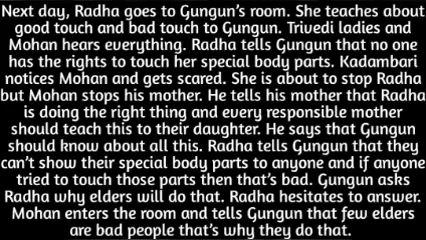 Next day, Radha goes to Gungun's room. She teaches about
good touch and bad touch to Gungun. Trivedi ladies and
Mohan hears everything. Radha tells Gungun that no one
has the rights to touch her special body parts. Kadambari
notices Mohan and gets scared. She is about to stop Radha
but Mohan stops his mother. He tells his mother that Radha
is doing the right thing and every responsible mother
should teach this to their daughter. He says that Gungun
should know about all this. Radha tells Gungun that they
can't show their special body parts to anyone and if anyone
tried to touch those parts then that's bad. Gungun asks
Radha why elders will do that. Radha hesitates to answer.
Mohan enters the room and tells Gungun that few elders
are bad people that's why they do that.